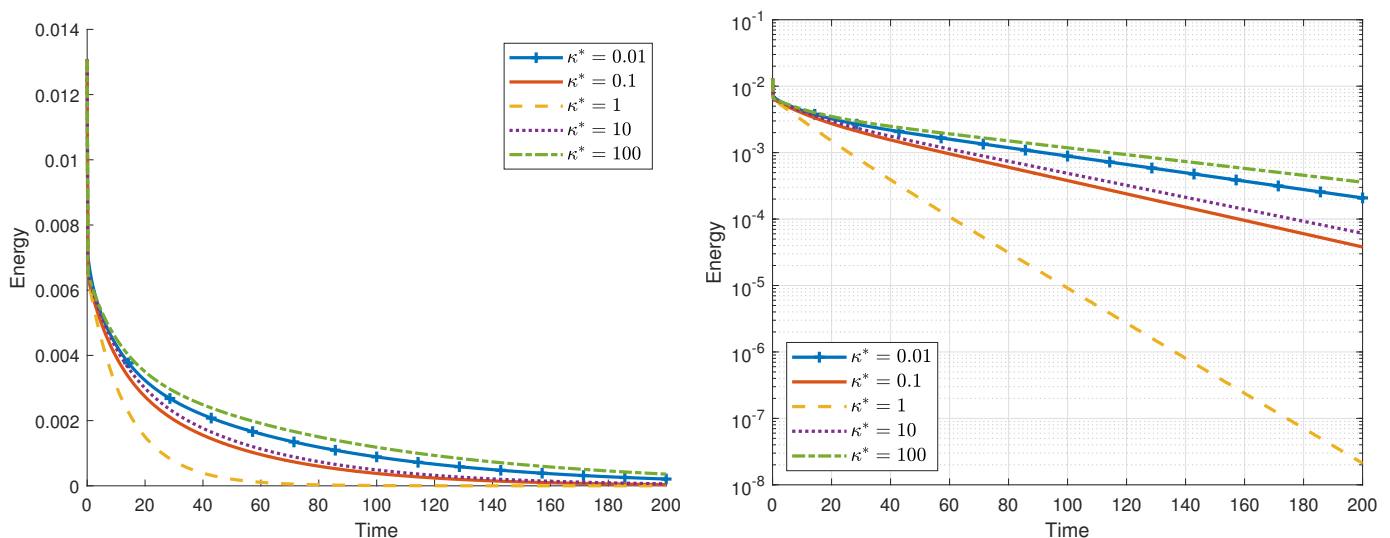 0.014
0.012
0.01
0.008
0.006
0.004
0.002
0
Energy
0 20 40 60 80 100 120 140 160 180 200
Time
κ* = 0.01
κ* = 0.1
κ* = 1
κ* = 10
κ* = 100
10⁻¹
10⁻²
10⁻³
10⁻⁴
10⁻⁵
10⁻⁶
10⁻⁷
10⁻⁸
Energy
0 20 40 60 80 100 120 140 160 180 200
Time
κ* = 0.01
κ* = 0.1
κ* = 1
κ* = 10
κ* = 100